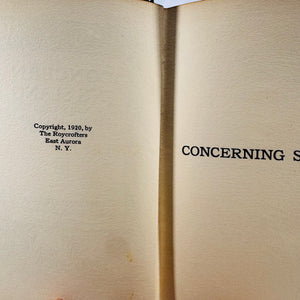 Copyright, 1920, by
The Roycrofters
East Aurora
N. Y.
CONCERNING S